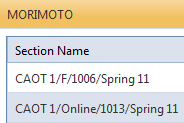 MORIMOTO
Section Name
CAOT 1/F/1006/Spring 11
CAOT 1/Online/1013/Spring 11